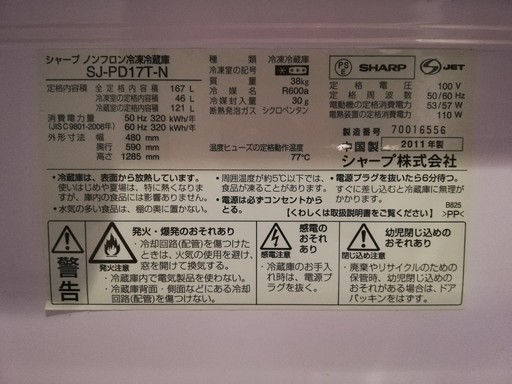 シャープ ノンフロン冷凍冷蔵庫
SJ-PD17T-N
定格内容積 全定格内容積 167 L
冷凍室の定格内容積 46 L
冷蔵室の定格内容積 121 L
消費電力量 50 Hz 320 kWh/年
(JIS C 9801-2006年) 60 Hz 320 kWh/年
外形寸法 幅 480 mm
奥行 590 mm
高さ 1285 mm
種類 冷凍冷蔵庫
冷凍室の記号
質量 38kg
冷媒 R600a
冷媒封入量 30 g
断熱発泡ガス シクロペンタン
温度ヒューズの定格動作温度
77℃
PS
E
SHARP
S JET
定格電圧 100 V
定格周波数 50/60 Hz
電動機の定格消費電力 53/57 W
電熱装置の定格消費電力 110 W
製造番号 70016556
中国製 2011年製
シャープ株式会社
•冷蔵庫は、表面から放熱しています。
はじめやは夏場は、特に熱くなりま
すが、庫内の食品には影響ありません。
•水気の多い食品は、棚の奥に置かない。
•周囲温度が約5℃以下では、
食品が凍ることがあります。
•電源は必ずコンセントから
とる。
•電源プラグを抜いたら5~6分待つ。
すぐに差し込むと冷蔵庫に無理が
かかります。
【くわしくは取扱説明書をご覧ください】
B825
>PP<
警告
発火注意
発火・爆発のおそれあり
•冷却回路(配管)を傷つけたと
きは、火気の使用を避け、
窓を開けて換気する。
•冷蔵庫内で電気製品を使わない。
•冷蔵庫背面・側面などにある冷却
回路(配管)を傷つけない。
感電注意
感電の
おそれ
あり
•冷蔵庫のお手入
れ時は、電源プ
ラグを抜く。
閉じ込め注意
幼児閉じ込めの
おそれあり
•廃棄やリサイクルのための
保管時、幼児閉じ込めの
おそれがある場合は、ドア
パッキンをはずす。